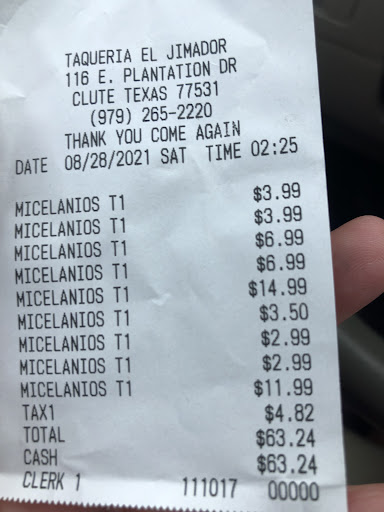 TAQUERIA EL JIMADOR
116 E. PLANTATION DR
CLUTE TEXAS 77531
(979) 265-2220
THANK YOU COME AGAIN
DATE 08/28/2021 SAT TIME 02:25
MICELANIOS T1 $3.99
MICELANIOS T1 $3.99
MICELANIOS T1 $6.99
MICELANIOS T1 $6.99
MICELANIOS T1 $14.99
MICELANIOS T1 $3.50
MICELANIOS T1 $2.99
MICELANIOS T1 $2.99
MICELANIOS T1 $11.99
TAX1 $4.82
TOTAL $63.24
CASH $63.24
CLERK 1 111017 00000